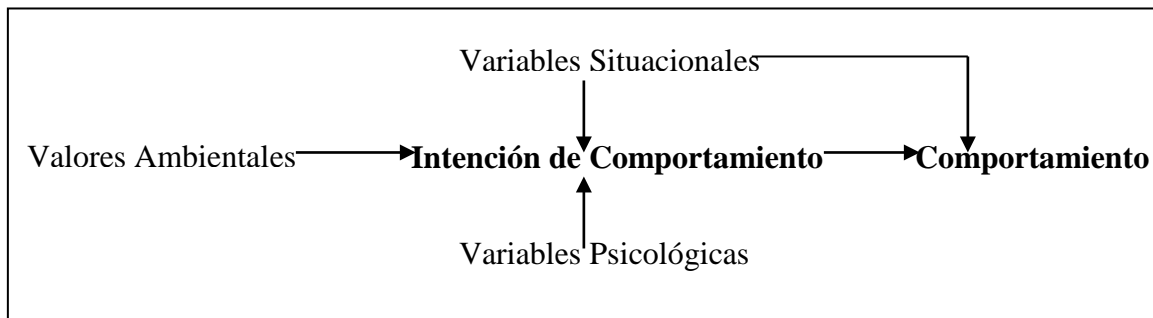 Variables Situacionales
Valores Ambientales Intención de Comportamiento Comportamiento
Variables Psicológicas